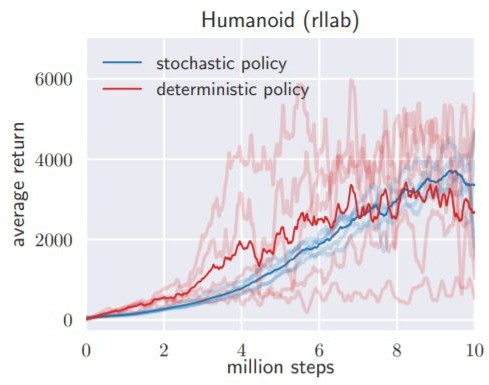 Humanoid (rllab)
stochastic policy
deterministic policy
average return
6000
4000
2000
0
0 2 4 6 8 10
million steps